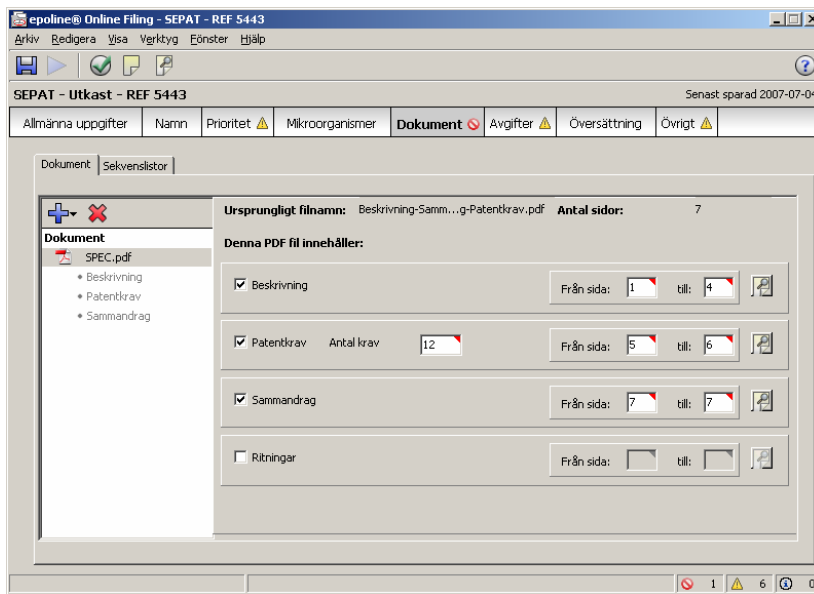 epoline® Online Filing - SEPAT - REF 5443
Arkiv Redigera Visa Verktyg Fönster Hjälp
SEPAT - Utkast - REF 5443 Senast sparad 2007-07-04
Allmänna uppgifter Namn Prioritet Mikroorganismer Dokument Avgifter Översättning Övrigt
Dokument Sekvenslistor
Ursprungligt filnamn: Beskrivning-Samm...g-Patentkrav.pdf Antal sidor: 7
Dokument
Denna PDF fil innehåller:
SPEC.pdf
Beskrivning
Patentkrav
Sammandrag
Beskrivning Från sida: 1 till: 4
Patentkrav Antal krav 12 Från sida: 5 till: 6
Sammandrag Från sida: 7 till: 7
Ritningar Från sida: till:
1 6 0